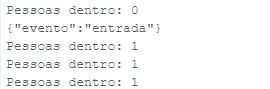 Pessoas dentro: 0
{"evento":"entrada"}
Pessoas dentro: 1
Pessoas dentro: 1
Pessoas dentro: 1